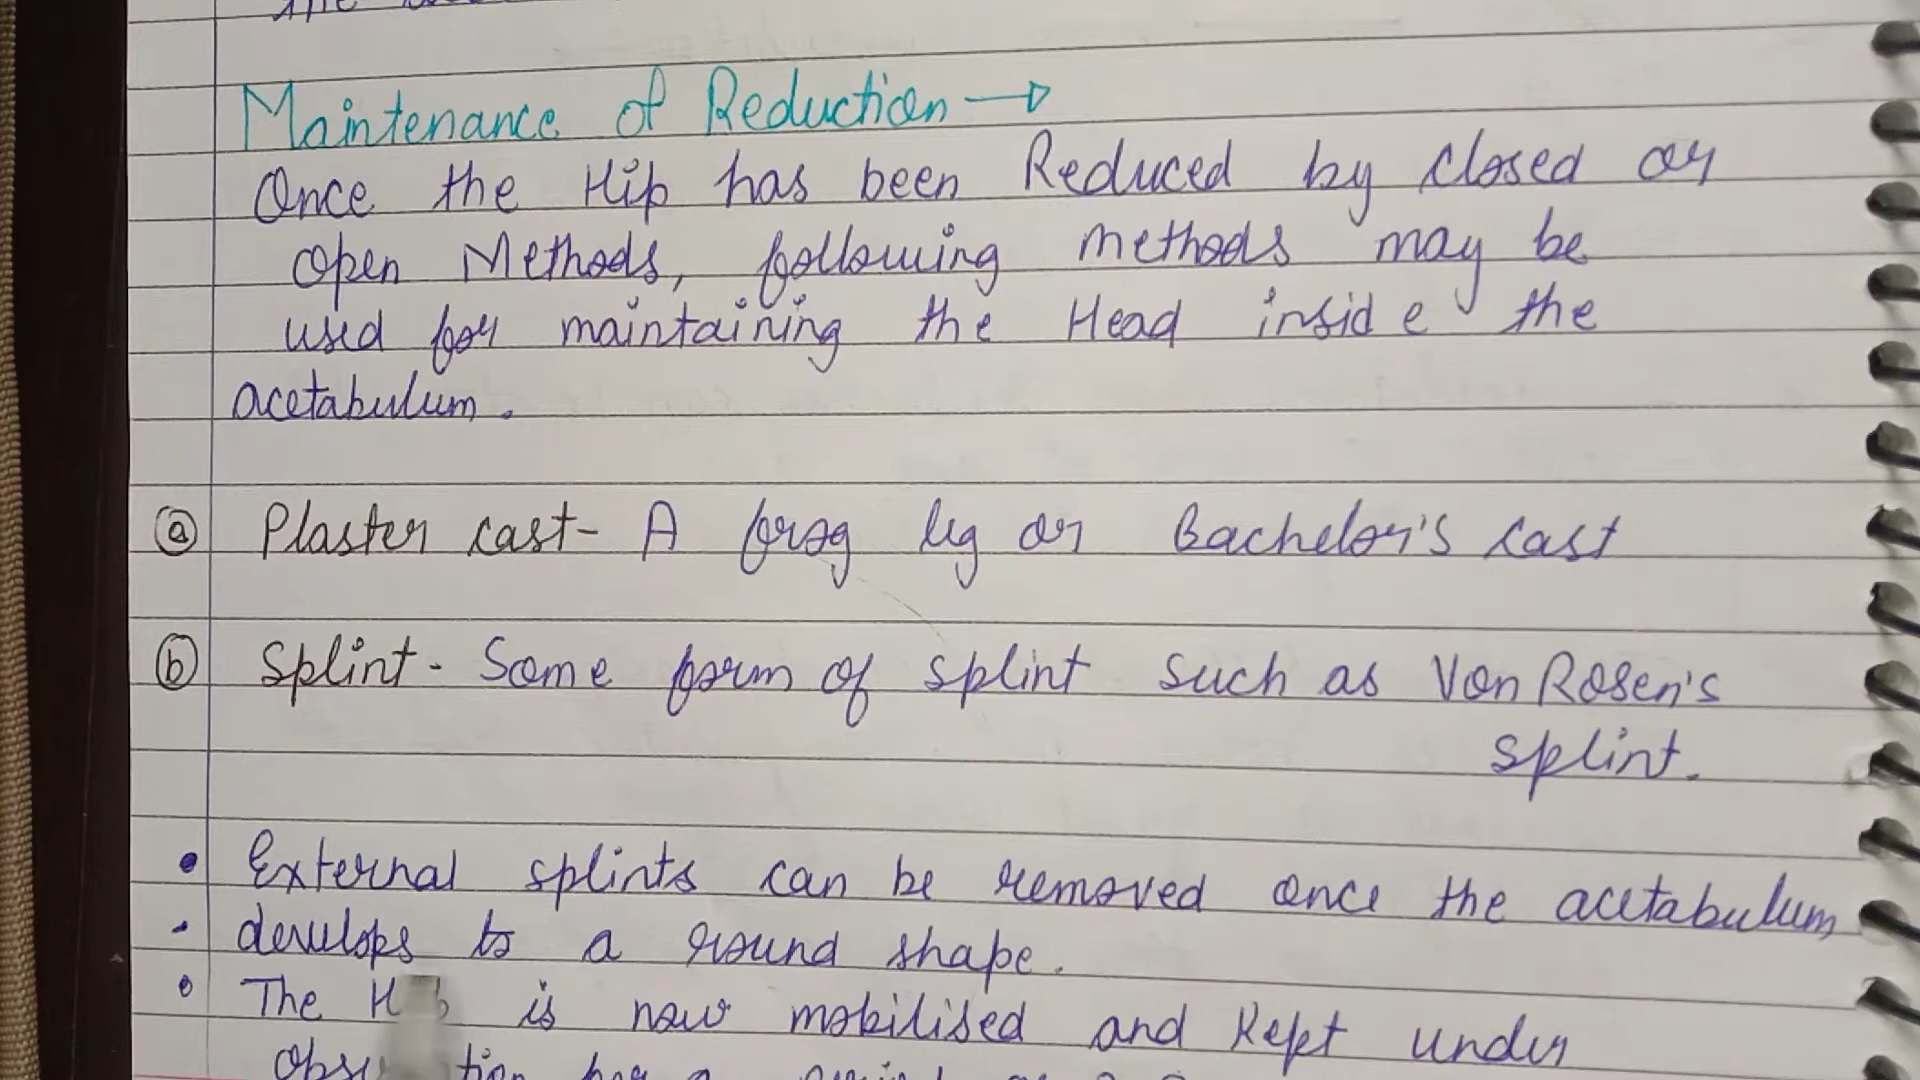 The
Maintenance of Reduction →
Once the Hip has been Reduced by closed or
open Methods, following methods may be
used for maintaining the Head inside the
acetabulum.
ⓐ Plaster cast- A frog leg or Bachelor's cast
ⓑ Splint- Some form of splint such as Von Rosen's
splint.
• External splints can be removed once the acetabulum
develops to a round shape.
• The is now mobilised and Kept under